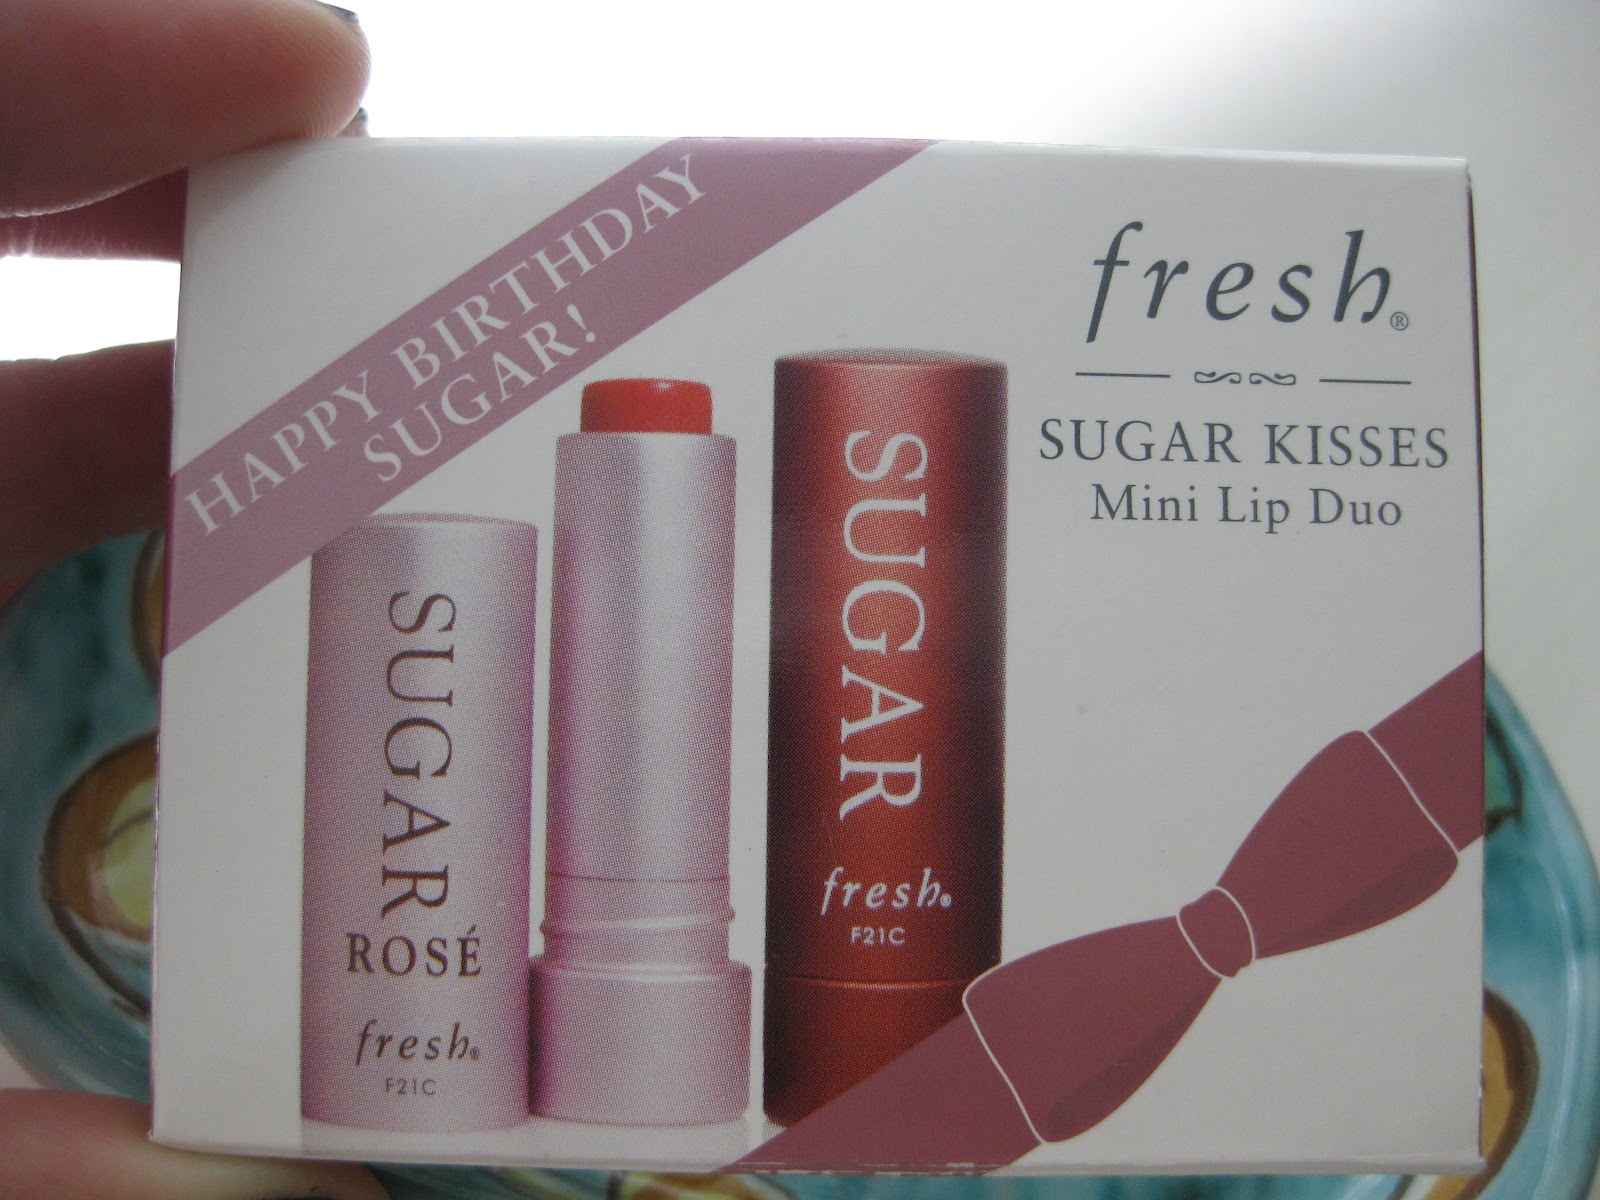 HAPPY BIRTHDAY
SUGAR!
fresh®
SUGAR KISSES
Mini Lip Duo
SUGAR
ROSÉ
fresh®
F21C
SUGAR
fresh®
F21C